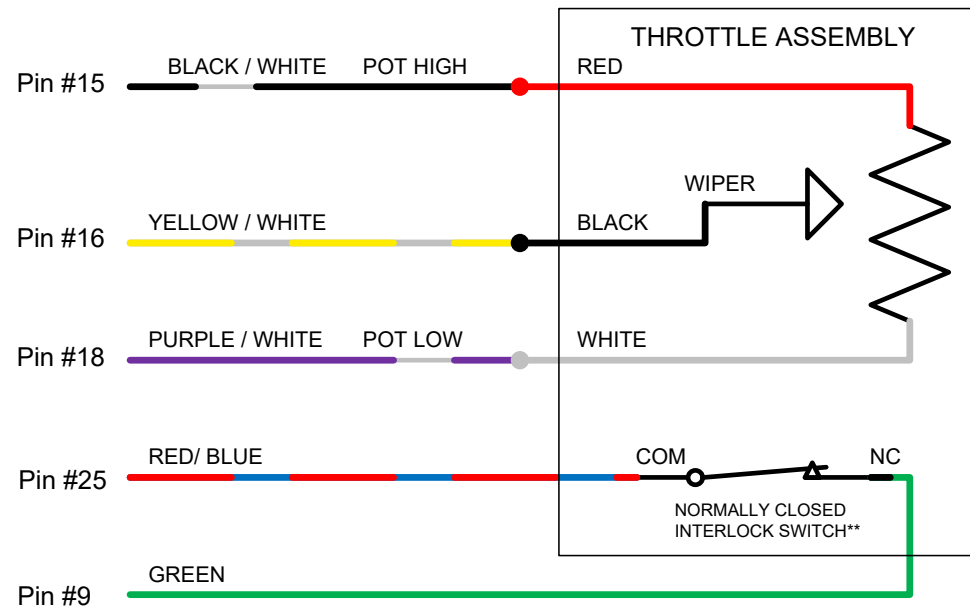 THROTTLE ASSEMBLY
Pin #15
BLACK / WHITE
POT HIGH
RED
WIPER
Pin #16
YELLOW / WHITE
BLACK
Pin #18
PURPLE / WHITE
POT LOW
WHITE
Pin #25
RED/ BLUE
COM
NC
NORMALLY CLOSED
INTERLOCK SWITCH**
Pin #9
GREEN